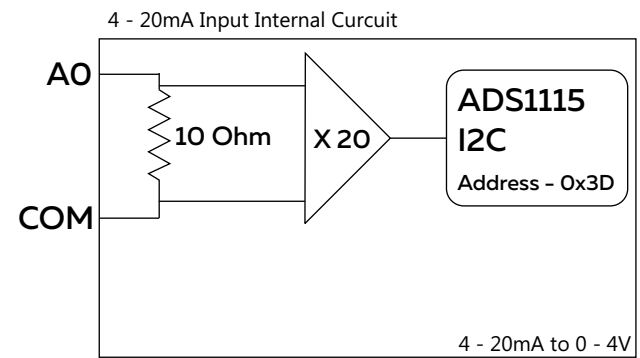 4 - 20mA Input Internal Curcuit
A0
10 Ohm
X 20
ADS1115
I2C
Address - 0x3D
COM
4 - 20mA to 0 - 4V